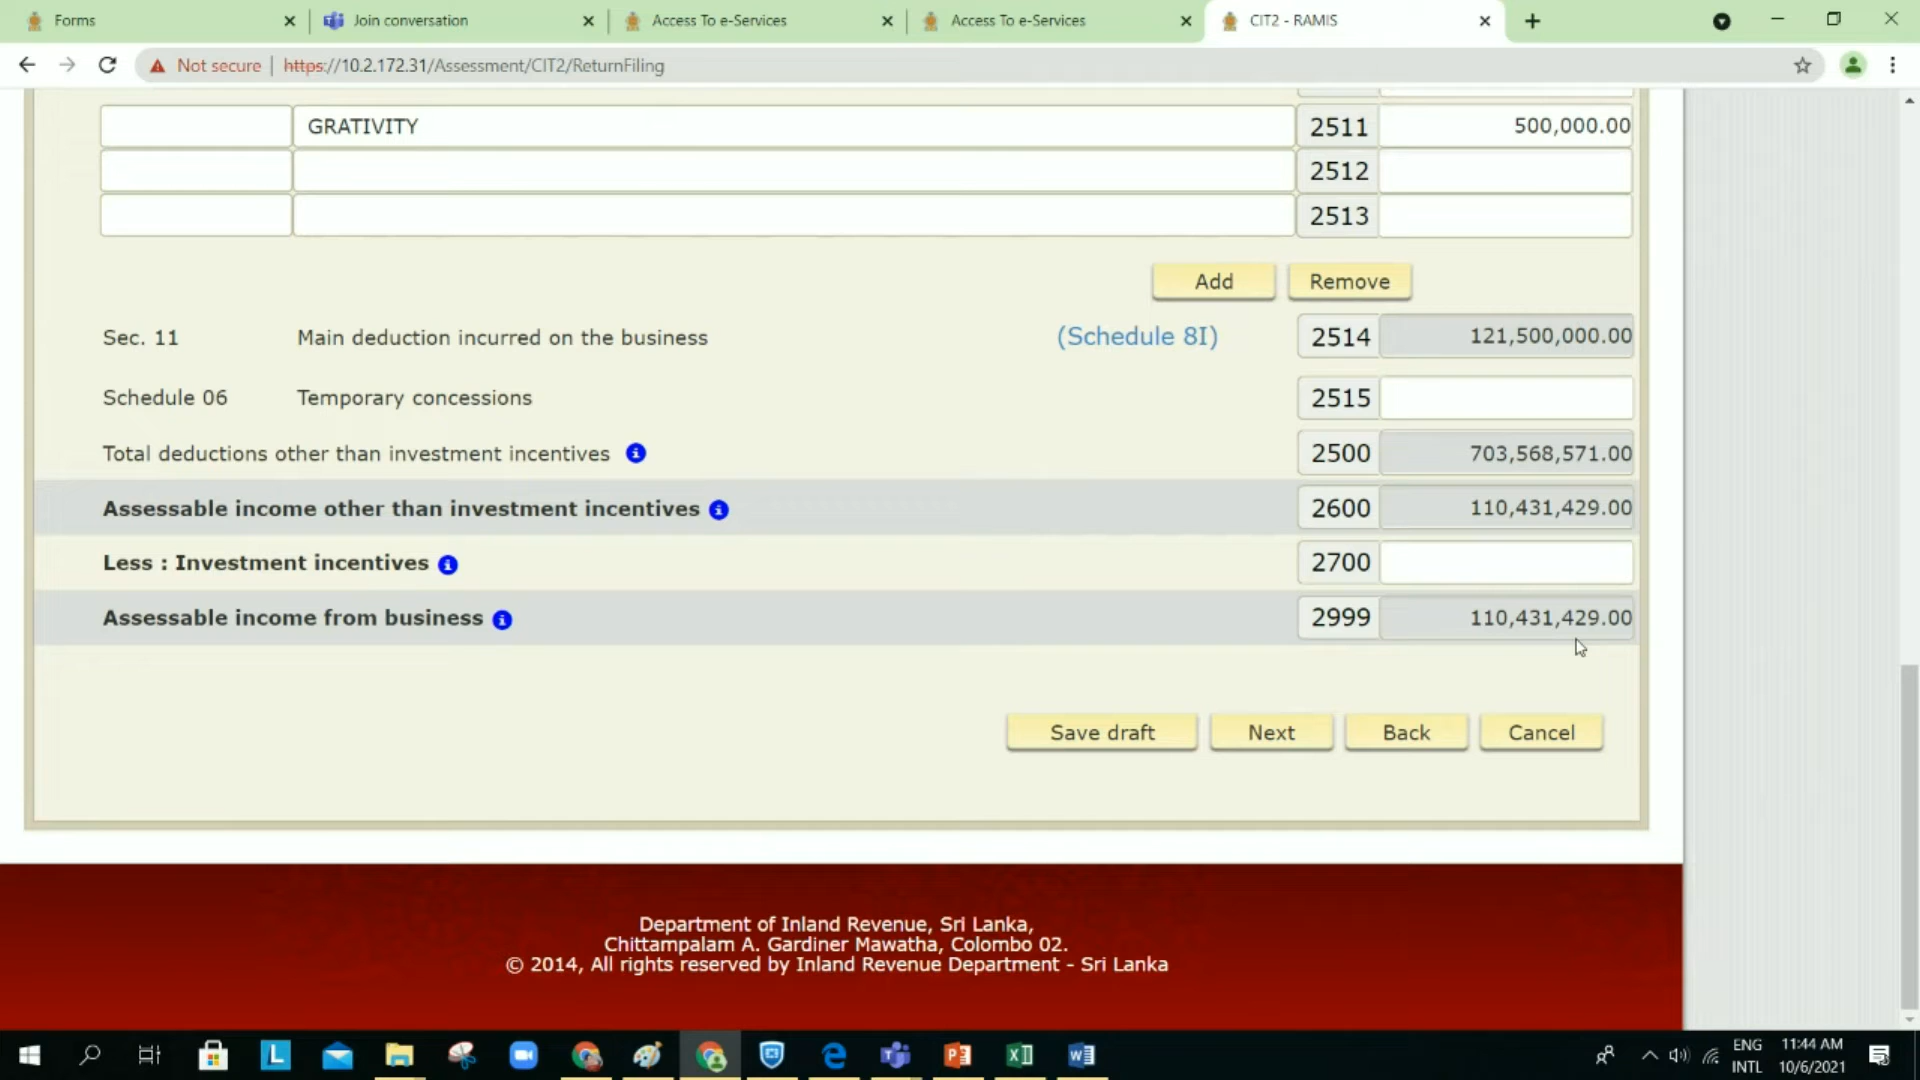 Forms
Join conversation
Access To e-Services
Access To e-Services
CIT2 - RAMIS
Not secure | https://10.2.172.31/Assessment/CIT2/ReturnFiling
GRATIVITY 2511 500,000.00
2512
2513
Add Remove
Sec. 11 Main deduction incurred on the business (Schedule 8I) 2514 121,500,000.00
Schedule 06 Temporary concessions 2515
Total deductions other than investment incentives i 2500 703,568,571.00
Assessable income other than investment incentives i 2600 110,431,429.00
Less : Investment incentives i 2700
Assessable income from business i 2999 110,431,429.00
Save draft Next Back Cancel
Department of Inland Revenue, Sri Lanka,
Chittampalam A. Gardiner Mawatha, Colombo 02.
© 2014, All rights reserved by Inland Revenue Department - Sri Lanka
ENG 11:44 AM
INTL 10/6/2021